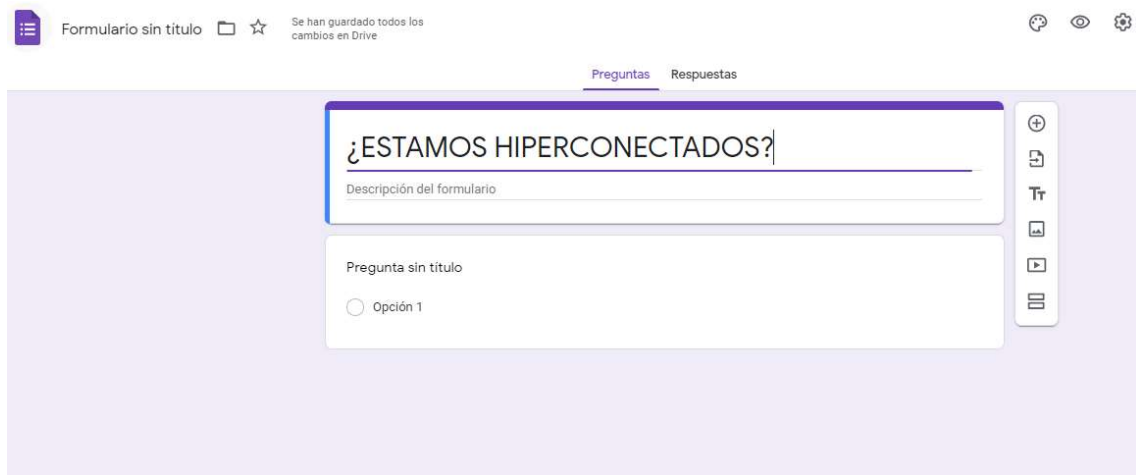 Formulario sin título
Se han guardado todos los
cambios en Drive
Preguntas Respuestas
¿ESTAMOS HIPERCONECTADOS?
Descripción del formulario
Tт
Pregunta sin título
Opción 1